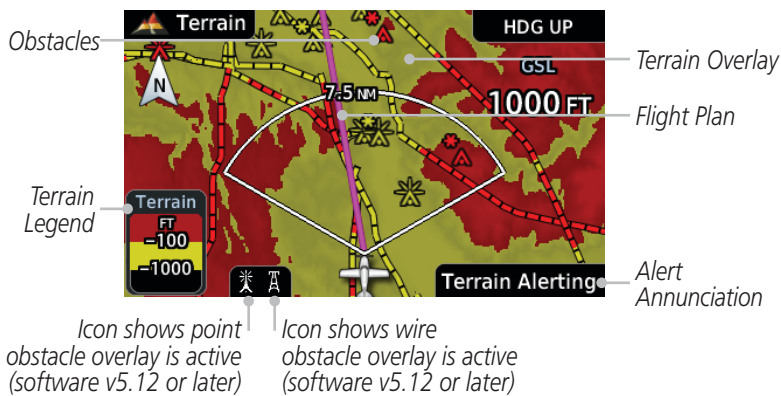 Terrain
HDG UP
Obstacles
Terrain Overlay
GSL
N
7.5 NM
1000 FT
Flight Plan
Terrain
Legend
Terrain
FT
-100
-1000
Terrain Alerting
Alert
Annunciation
Icon shows point
obstacle overlay is active
(software v5.12 or later)
Icon shows wire
obstacle overlay is active
(software v5.12 or later)